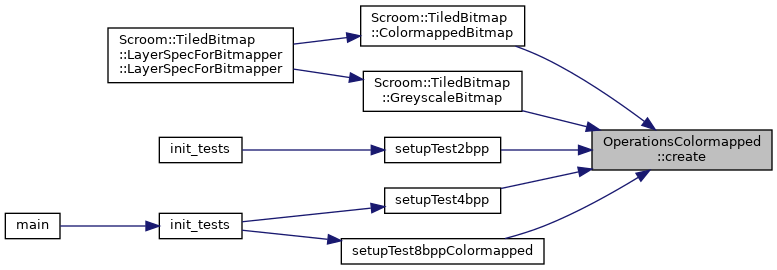 Scroom::TiledBitmap
::ColormappedBitmap
Scroom::TiledBitmap
::LayerSpecForBitmapper
::LayerSpecForBitmapper
Scroom::TiledBitmap
::GreyscaleBitmap
OperationsColormapped
::create
init_tests
setupTest2bpp
setupTest4bpp
main
init_tests
setupTest8bppColormapped